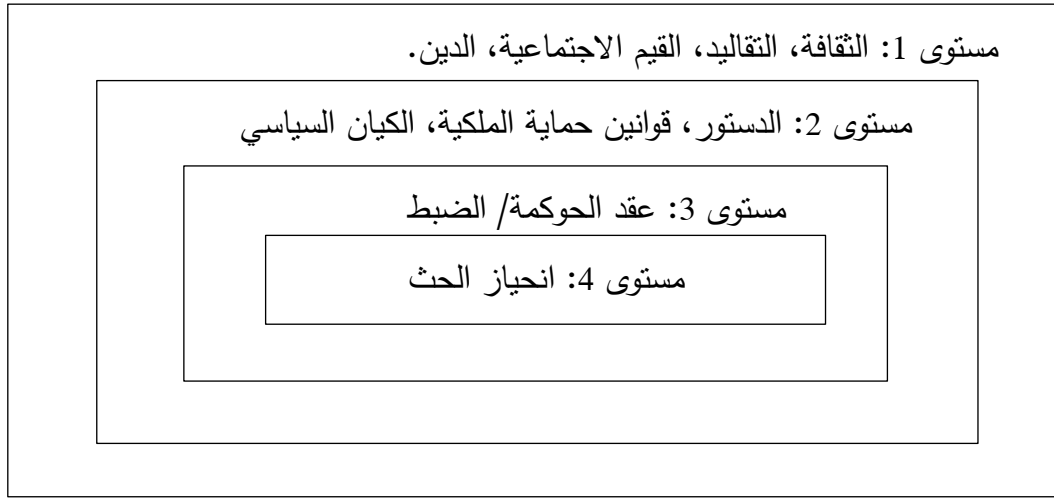 مستوى 1: الثقافة، التقاليد، القيم الاجتماعية، الدين.
مستوى 2: الدستور، قوانين حماية الملكية، الكيان السياسي
مستوى 3: عقد الحوكمة/ الضبط
مستوى 4: انحياز الحث